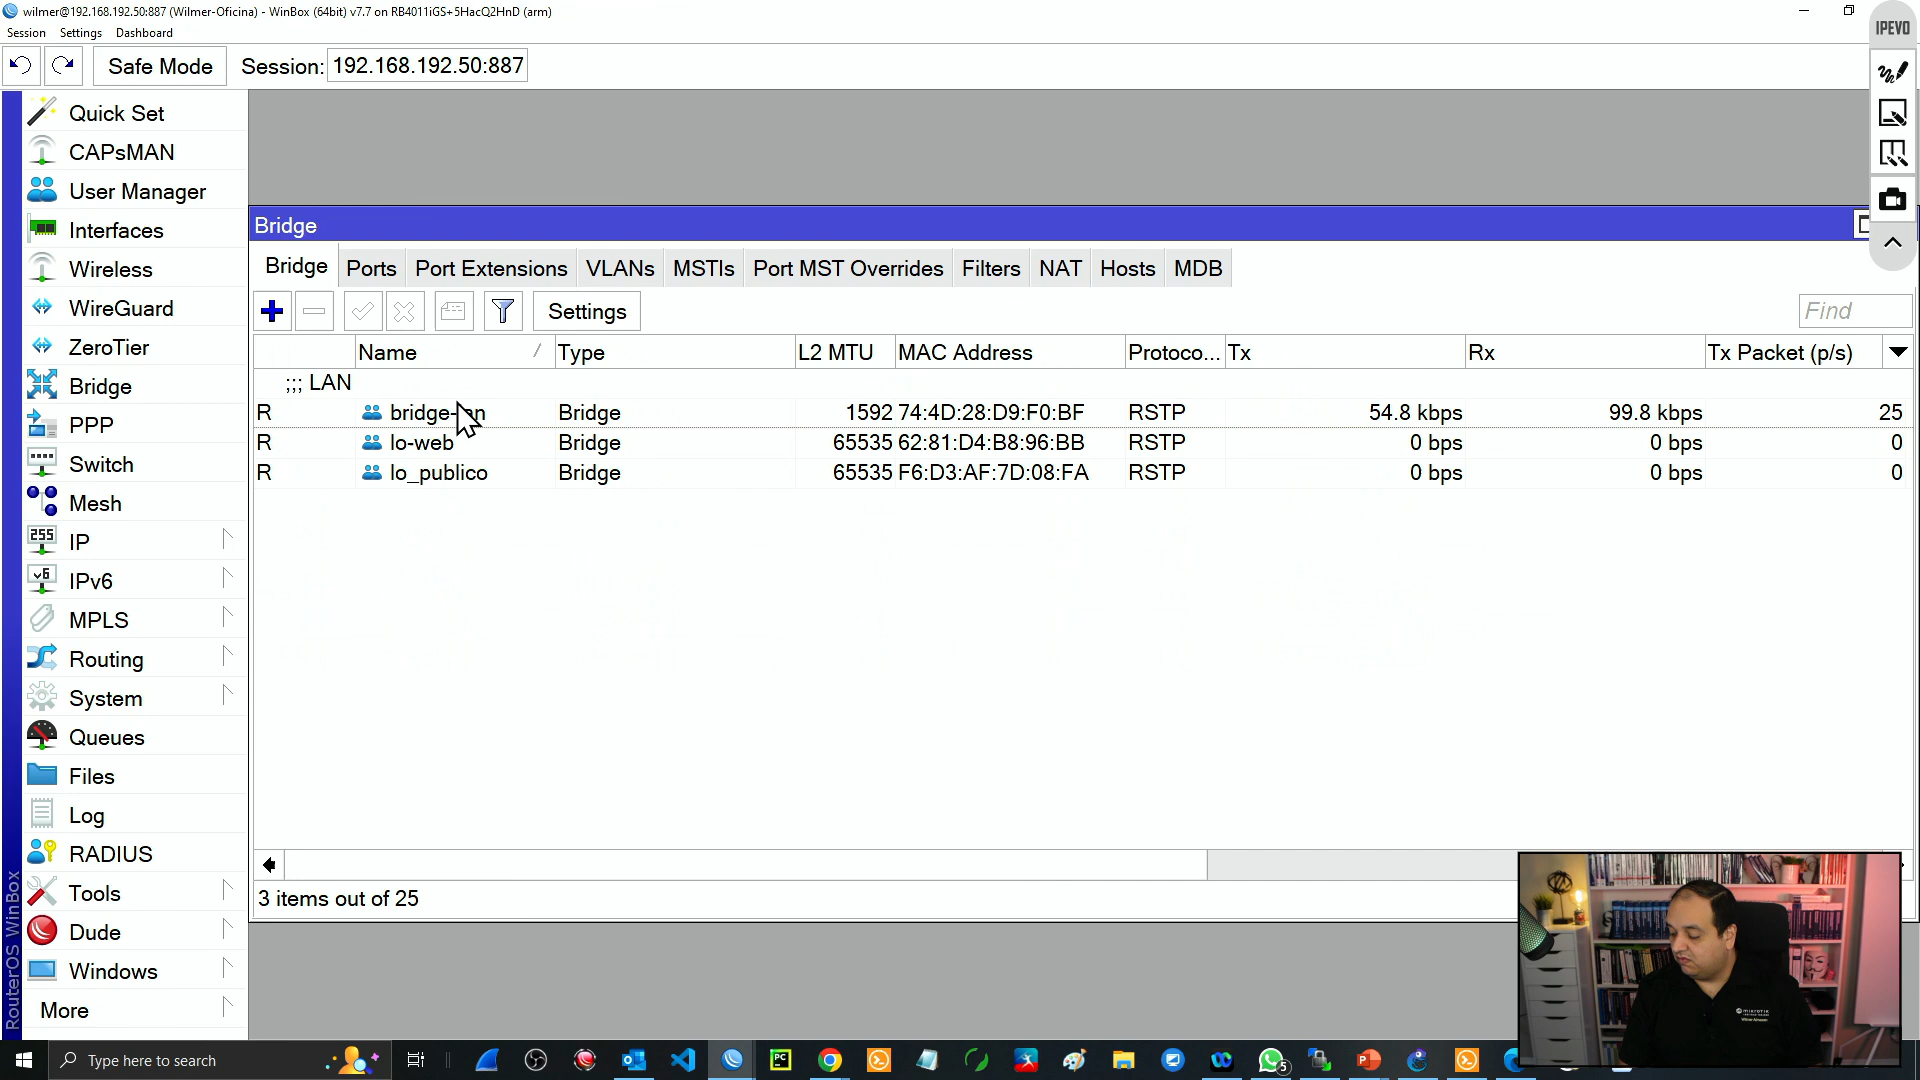 wilmer@192.168.192.50:887 (Wilmer-Oficina) - WinBox (64bit) v7.7 on RB4011iGS+5HacQ2HnD (arm)
Session Settings Dashboard
Safe Mode Session: 192.168.192.50:887
IPEVO
Quick Set
CAPsMAN
User Manager
Interfaces
Wireless
WireGuard
ZeroTier
Bridge
PPP
Switch
Mesh
IP
IPv6
MPLS
Routing
System
Queues
Files
Log
RADIUS
Tools
Dude
Windows
More
RouterOS WinBox
Bridge
Bridge Ports Port Extensions VLANs MSTIs Port MST Overrides Filters NAT Hosts MDB
Settings Find
Name Type L2 MTU MAC Address Protoco... Tx Rx Tx Packet (p/s)
;;; LAN
R Bridge 1592 74:4D:28:D9:F0:BF RSTP 54.8 kbps 99.8 kbps 25
R lo-web Bridge 65535 62:81:D4:B8:96:BB RSTP 0 bps 0 bps 0
R lo_publico Bridge 65535 F6:D3:AF:7D:08:FA RSTP 0 bps 0 bps 0
3 items out of 25
Type here to search